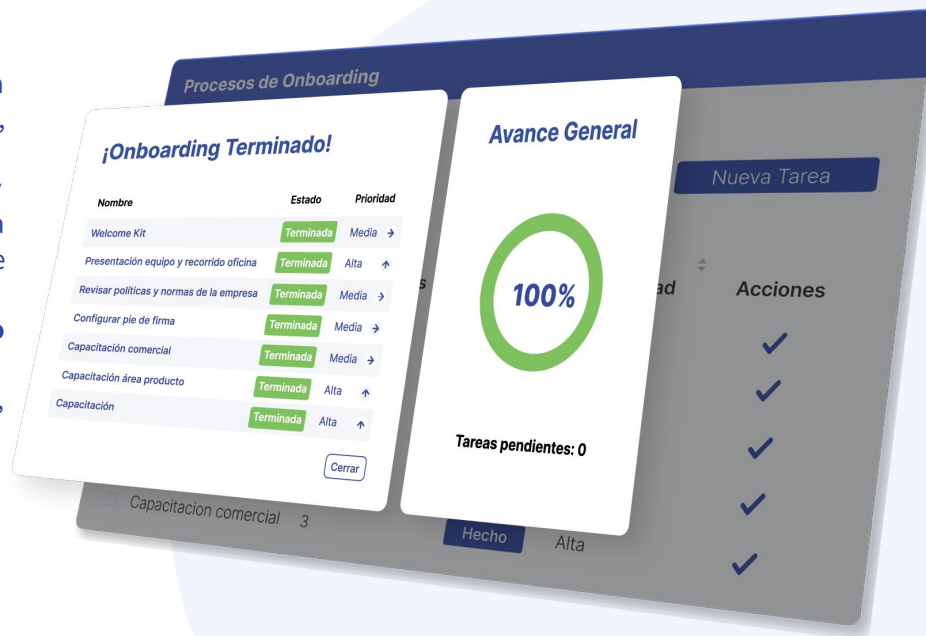 Procesos de Onboarding
¡Onboarding Terminado!
Nombre Estado Prioridad
Welcome Kit Terminada Media
Presentación equipo y recorrido oficina Terminada Alta
Revisar políticas y normas de la empresa Terminada Media
Configurar pie de firma Terminada Media
Capacitación comercial Terminada Media
Capacitación área producto Terminada Alta
Capacitación Terminada Alta
Cerrar
Avance General
100%
Tareas pendientes: 0
Nueva Tarea
Acciones
Capacitacion comercial 3 Hecho Alta